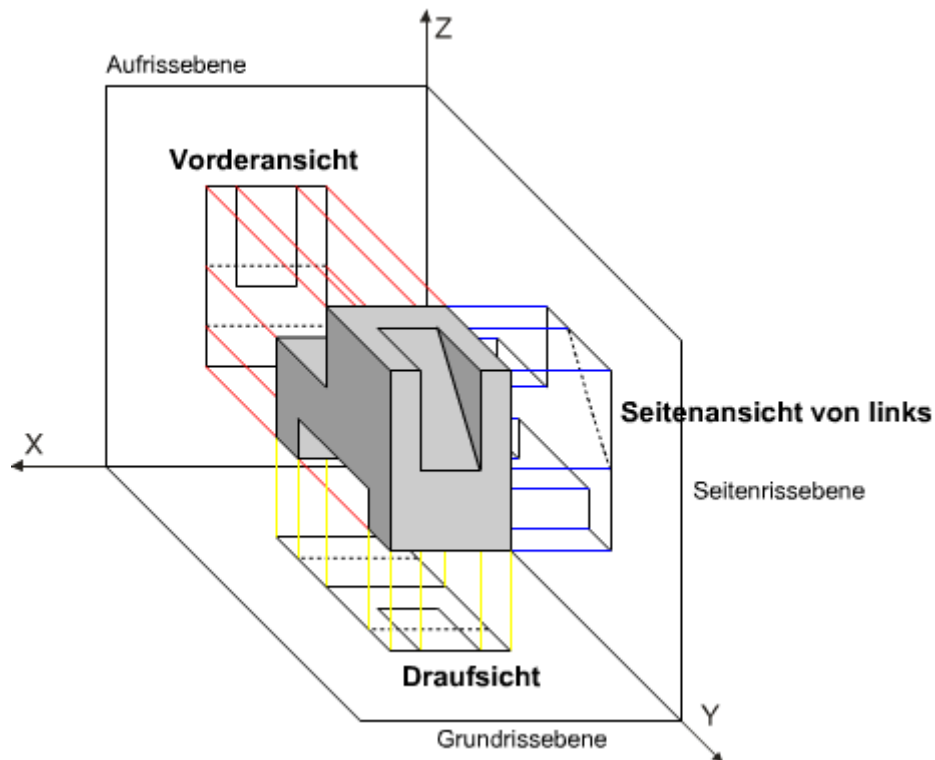 Z
Aufrissebene
Vorderansicht
Seitenansicht von links
X
Seitenrissebene
Draufsicht
Y
Grundrissebene